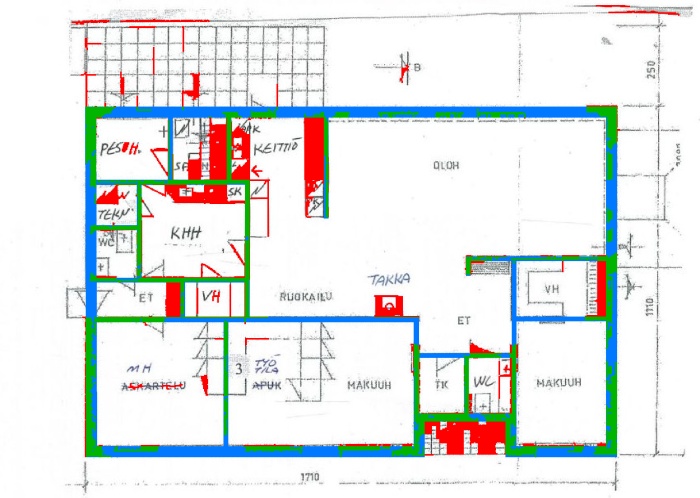 B
250
PESUH.
KEITTIÖ
OLOH
TEKN
SK
KHH
WC
ET
VH
RUOKAILU
TAKKA
ET
VH
1110
MH
ASKARTELU
3
TYÖ
TILA
APUK
MAKUUH
TK
WC
MAKUUH
1710